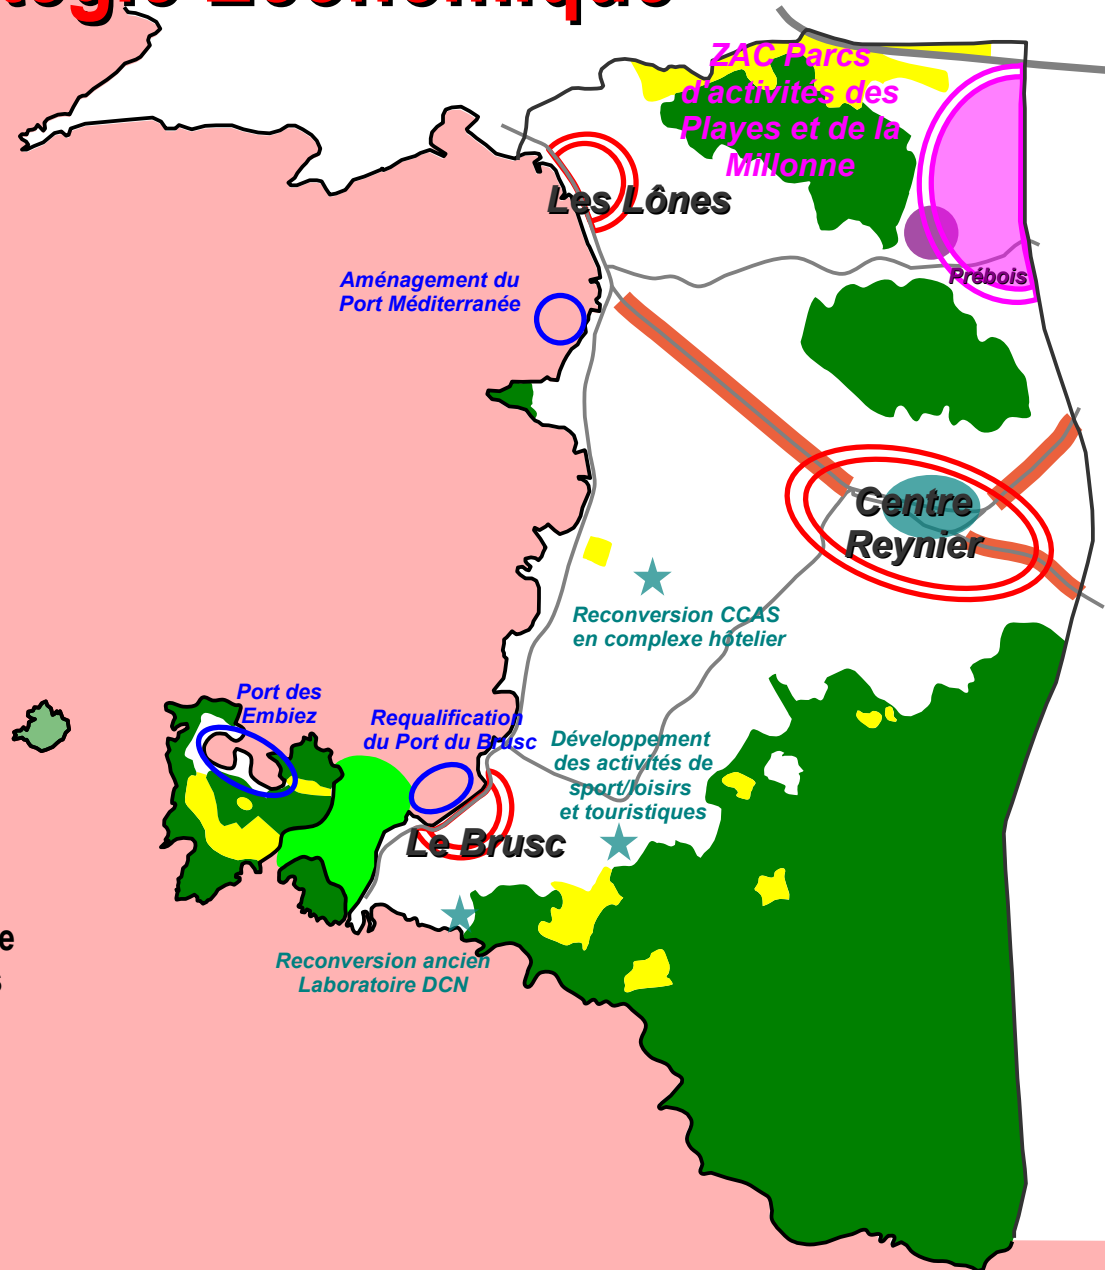 Economique
ZAC Parcs
d'activités des
Playes et de la
Millonne
Les Lônes
Prébois
Aménagement du
Port Méditerranée
Centre
Reynier
Reconversion CCAS
en complexe hôtelier
Port des
Embiez
Requalification
du Port du Brusc
Développement
des activités de
sport/loisirs
et touristiques
Le Brusc
Reconversion ancien
Laboratoire DCN